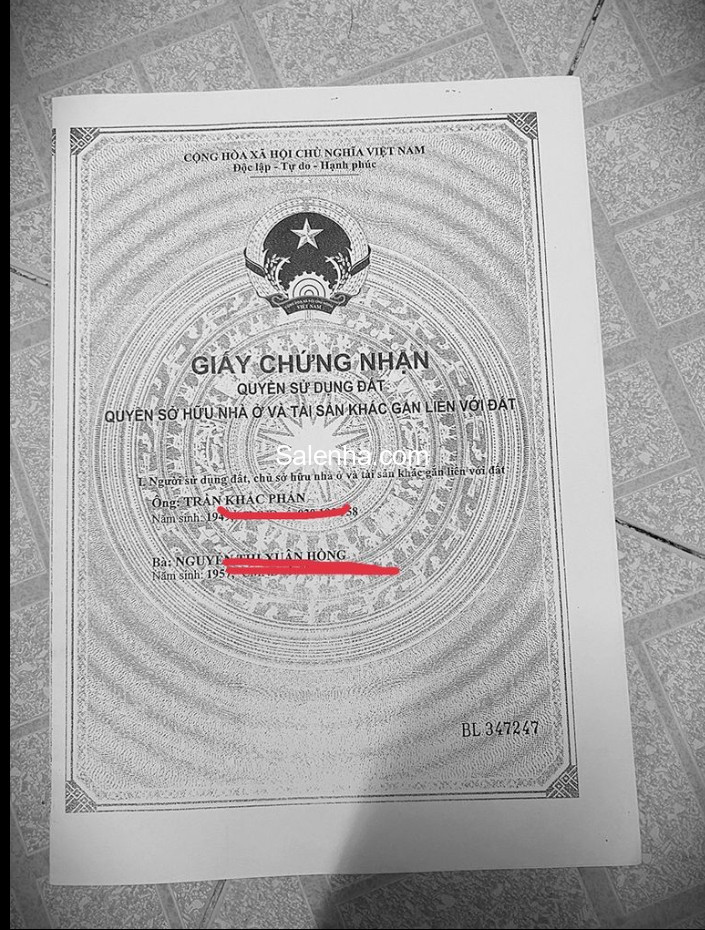 CỘNG HÒA XÃ HỘI CHỦ NGHĨA VIỆT NAM
Độc lập - Tự do - Hạnh phúc
VIỆT NAM
GIẤY CHỨNG NHẬN
QUYỀN SỬ DỤNG ĐẤT
QUYỀN SỞ HỮU NHÀ Ở VÀ TÀI SẢN KHÁC GẮN LIỀN VỚI ĐẤT
Salenha.com
I. Người sử dụng đất, chủ sở hữu nhà ở và tài sản khác gắn liền với đất
Ông: TRẦN KHẮC PHAN
Năm sinh:
Bà: NGUYỄN THỊ XUÂN HỒNG
Năm sinh: 1957,
BL 347247